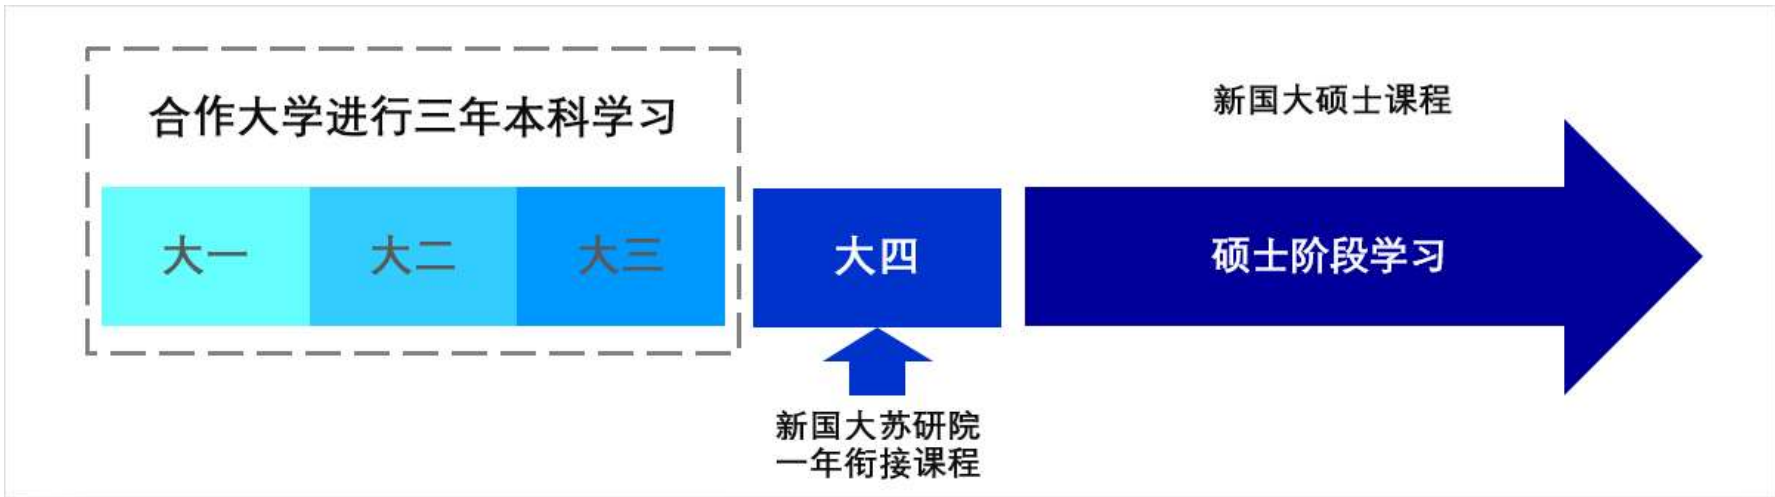 合作大学进行三年本科学习
新国大硕士课程
大一
大二
大三
大四
硕士阶段学习
新国大苏研院
一年衔接课程